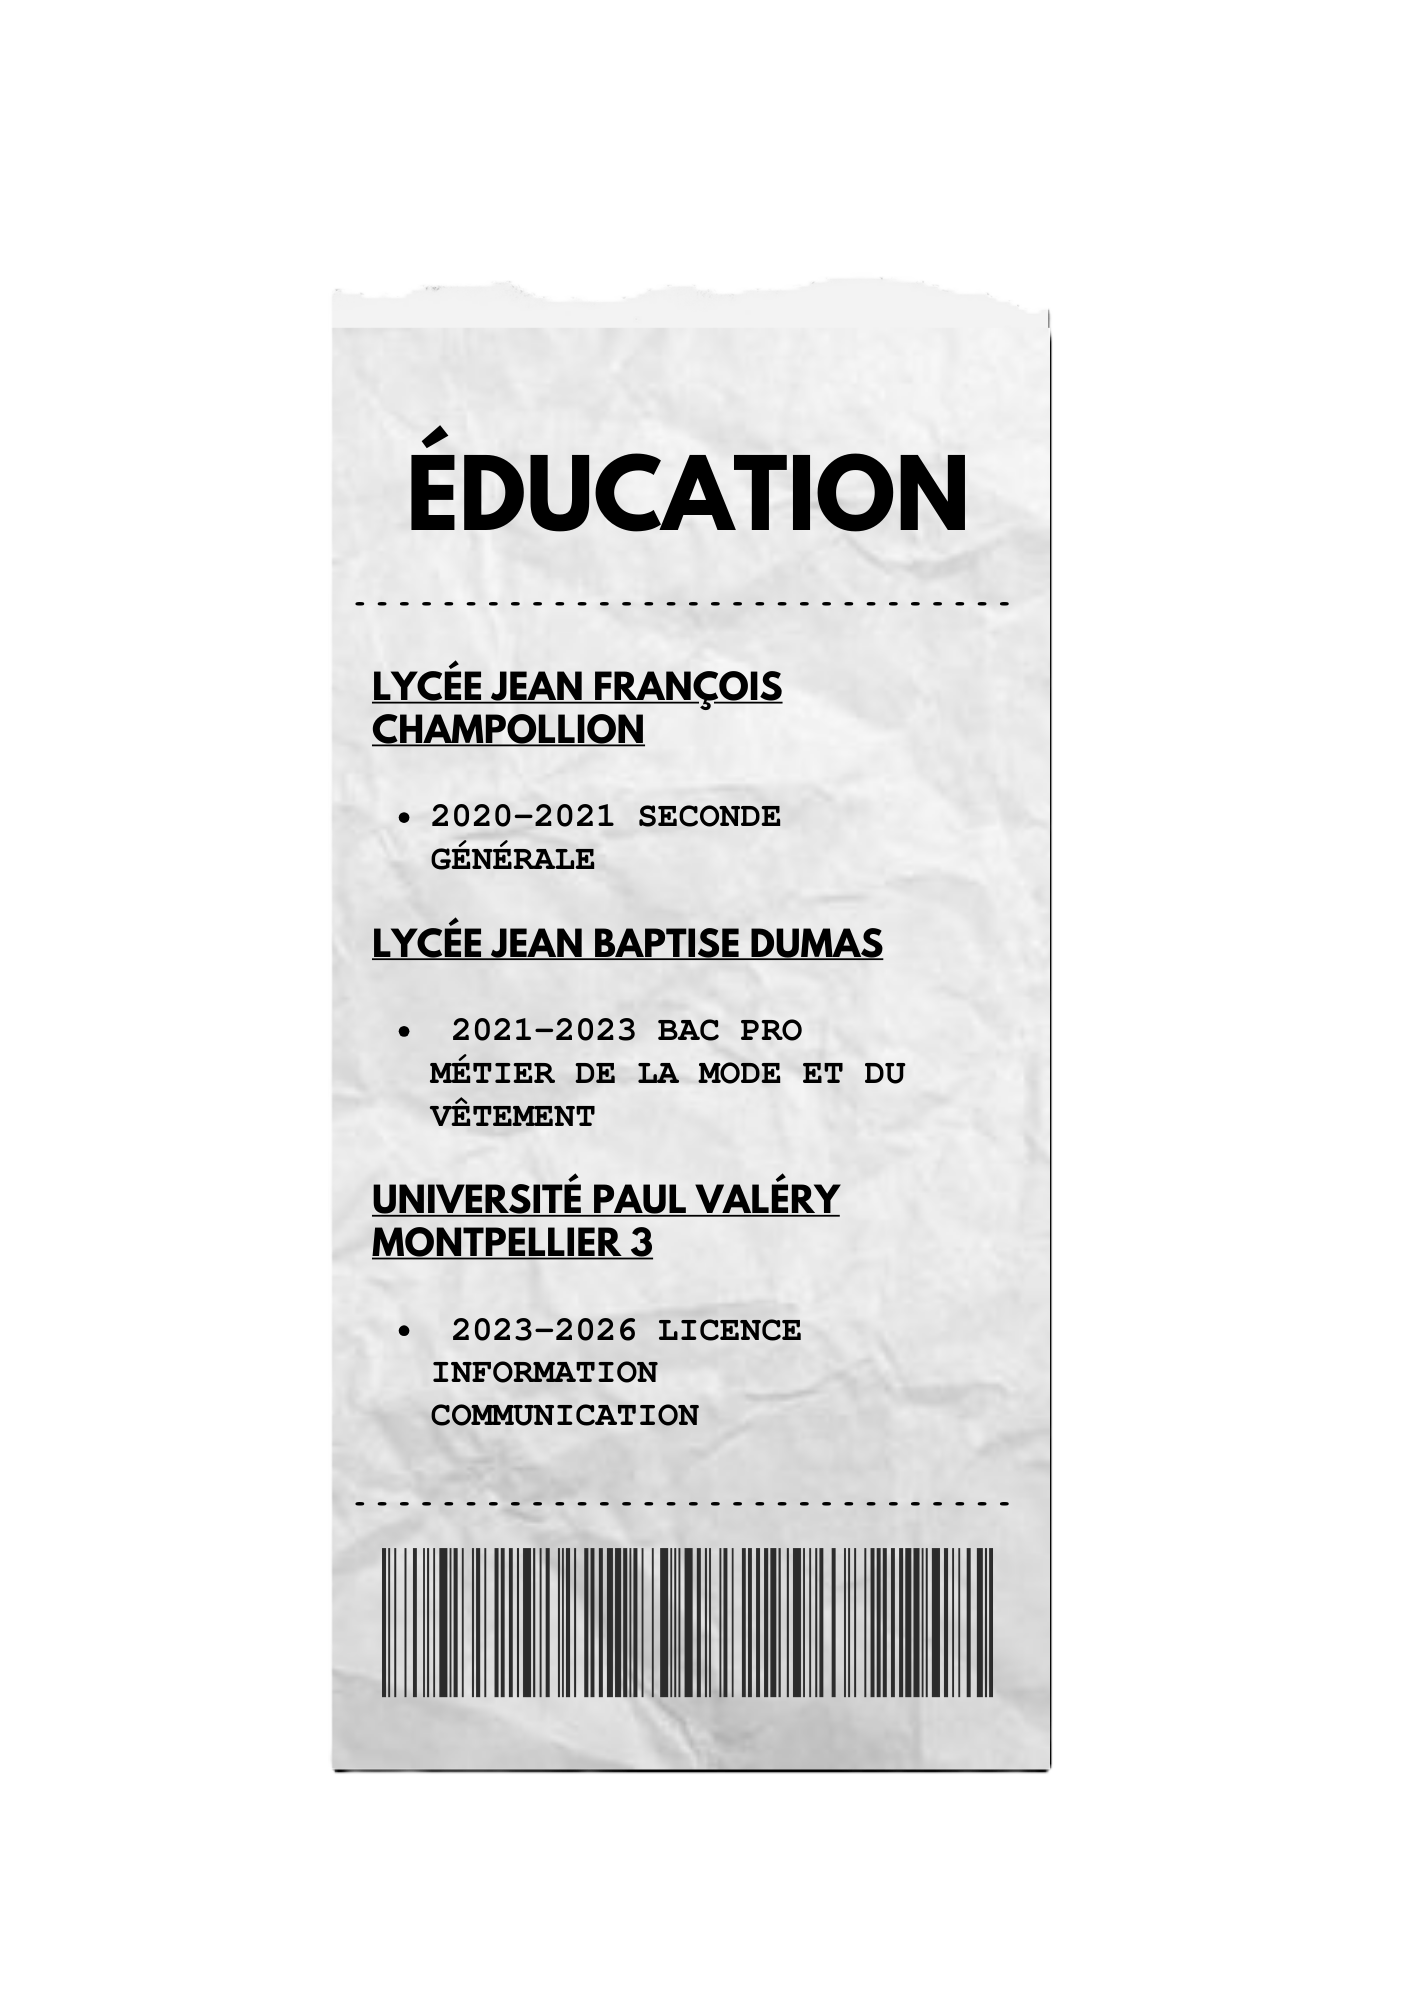 ÉDUCATION
LYCÉE JEAN FRANÇOIS
CHAMPOLLION
• 2020-2021 SECONDE
GÉNÉRALE
LYCÉE JEAN BAPTISE DUMAS
• 2021-2023 BAC PRO
MÉTIER DE LA MODE ET DU
VÊTEMENT
UNIVERSITÉ PAUL VALÉRY
MONTPELLIER 3
• 2023-2026 LICENCE
INFORMATION
COMMUNICATION